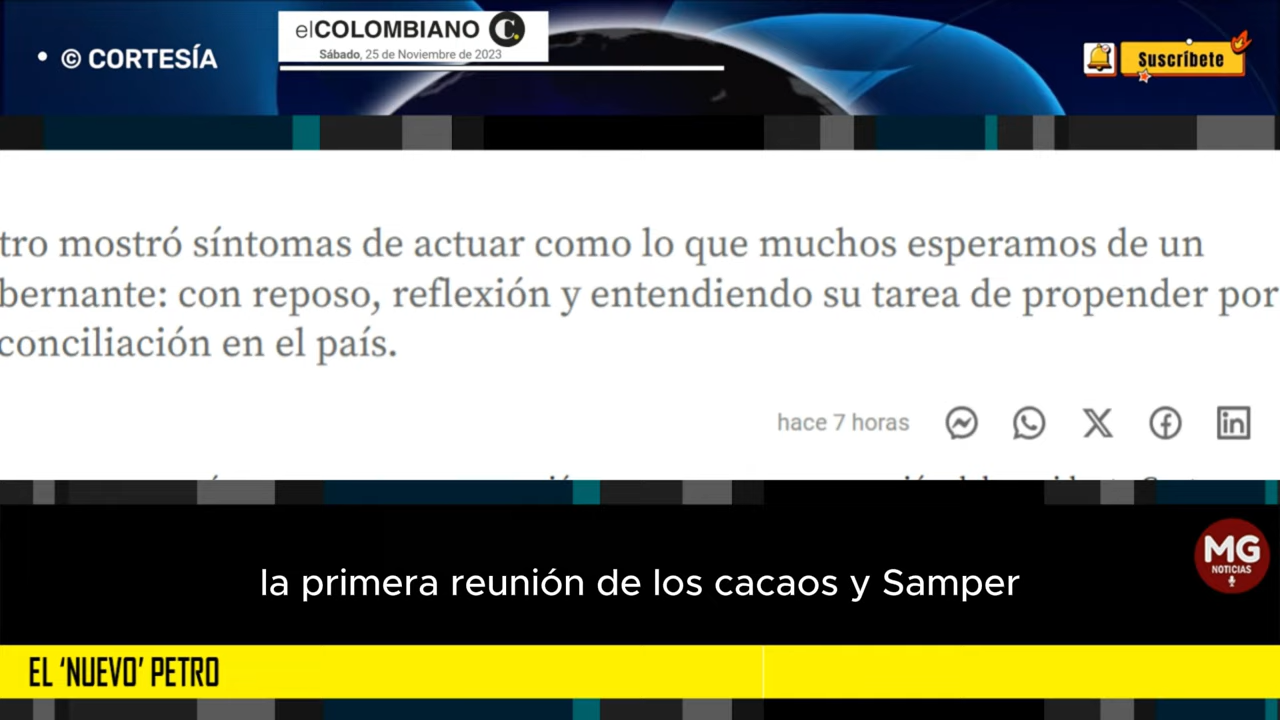 • © CORTESÍA
elCOLOMBIANO C.
Sábado, 25 de Noviembre de 2023
Suscríbete
tro mostró síntomas de actuar como lo que muchos esperamos de un
bernante: con reposo, reflexión y entendiendo su tarea de propender por
conciliación en el país.
hace 7 horas
la primera reunión de los cacaos y Samper
MG
NOTICIAS
EL ‘NUEVO’ PETRO